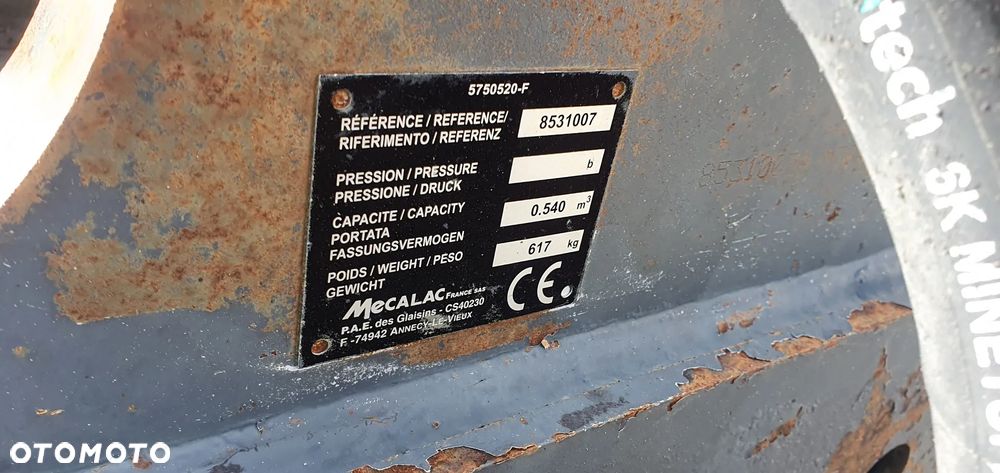 5750520-F
RÉFÉRENCE / REFERENCE/ 8531007
RIFERIMENTO / REFERENZ
PRESSION / PRESSURE b
PRESSIONE / DRUCK
CAPACITE / CAPACITY 0.540 m³
PORTATA
FASSUNGSVERMOGEN
POIDS / WEIGHT / PESO 617 kg
GEWICHT
MECALAC FRANCE SAS
P.A.E. des Glaisins - CS40230
F. -74942 ANNECY-LE-VIEUX
CE
tech SK MINE
OTOMOTO